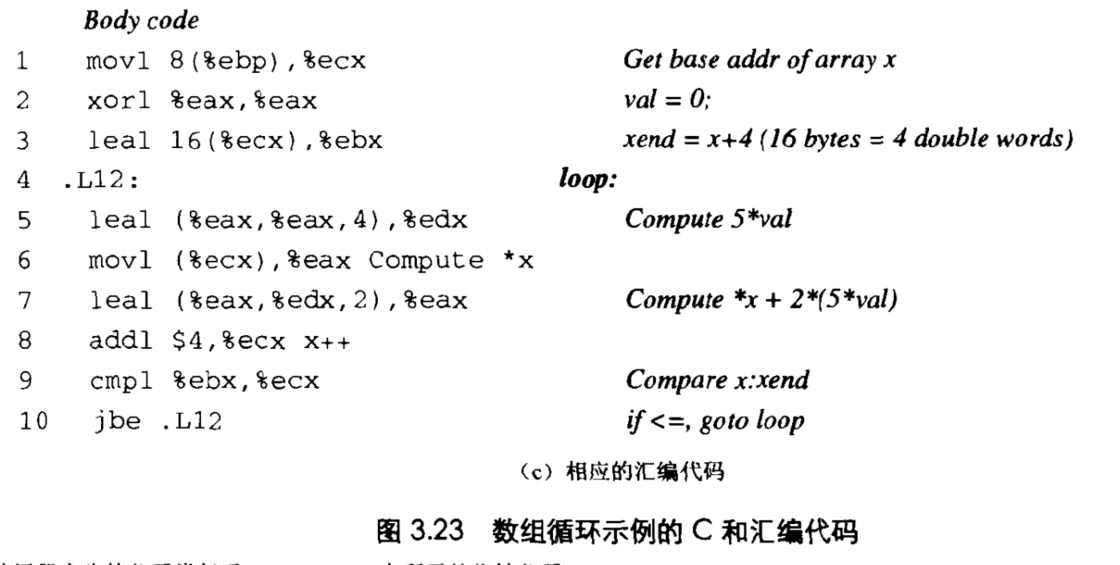 Body code
1 movl 8(%ebp),%ecx Get base addr of array x
2 xorl %eax,%eax val = 0;
3 leal 16(%ecx),%ebx xend = x+4 (16 bytes = 4 double words)
4 .L12: loop:
5 leal (%eax,%eax,4),%edx Compute 5*val
6 movl (%ecx),%eax Compute *x
7 leal (%eax,%edx,2),%eax Compute *x + 2*(5*val)
8 addl $4,%ecx x++
9 cmpl %ebx,%ecx Compare x:xend
10 jbe .L12 if <=, goto loop
（c）相应的汇编代码
图 3.23 数组循环示例的 C 和汇编代码